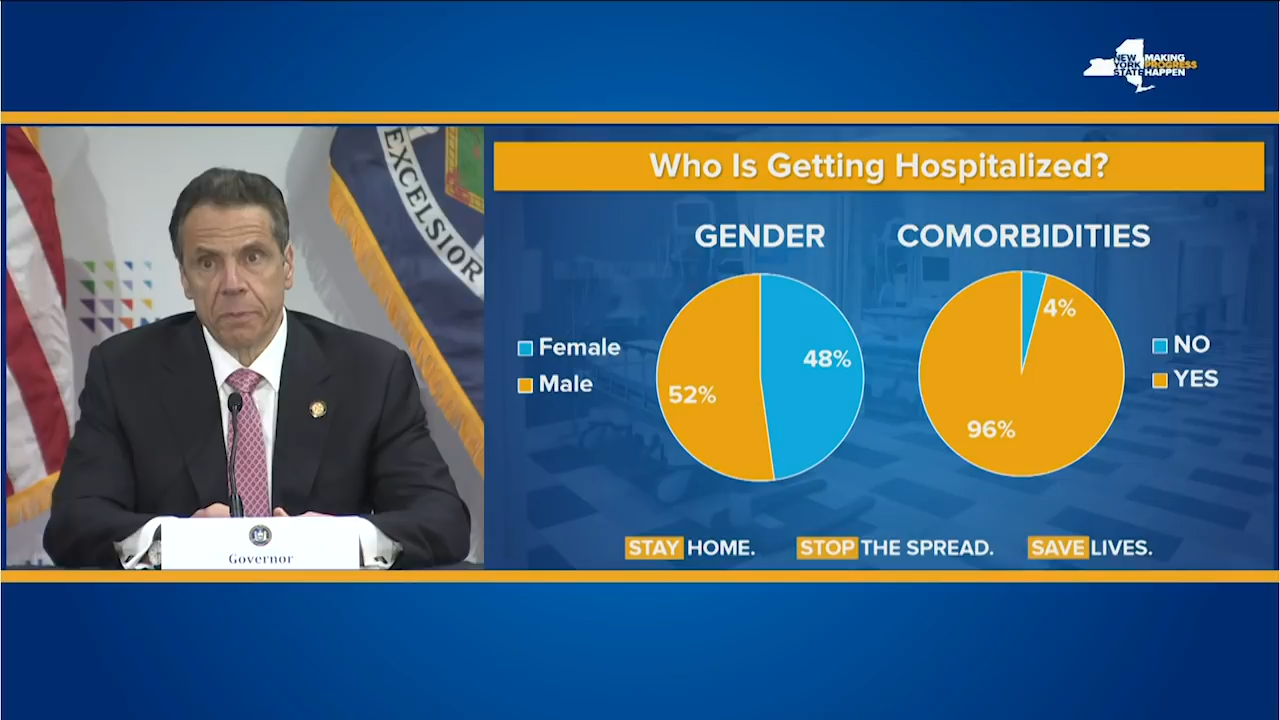 NEW YORK STATE
MAKING PROGRESS HAPPEN
EXCELSIOR
Governor
Who Is Getting Hospitalized?
GENDER
COMORBIDITIES
Female
Male
48%
52%
4%
96%
NO
YES
STAY HOME. STOP THE SPREAD. SAVE LIVES.